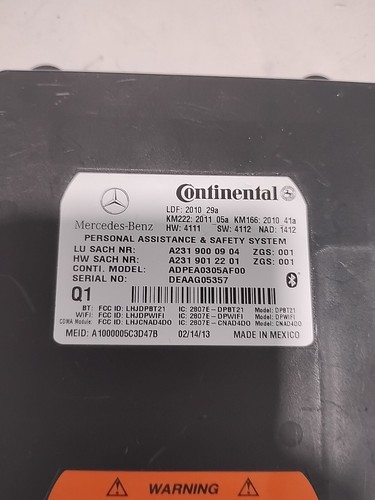 Continental
Mercedes-Benz
LDF: 2010 29a
KM222: 2011 05a KM166: 2010 41a
HW: 4111 SW: 4112 NAD: 1412
PERSONAL ASSISTANCE & SAFETY SYSTEM
LU SACH NR: A231 900 09 04 ZGS: 001
HW SACH NR: A231 901 22 01 ZGS: 001
CONTI. MODEL: ADPEA0305AF00
SERIAL NO: DEAAG05357
Q1
BT: FCC ID: LHJDPBT21 IC: 2807E-DPBT21 Model: DPBT21
WIFI: FCC ID: LHJDPWIFI IC: 2807E-DPWIFI Model: DPWIFI
CDMA Module: FCC ID: LHJCNAD4DO IC: 2807E-CNAD4DO Model: CNAD4DO
MEID: A1000005C3D47B 02/14/13 MADE IN MEXICO
WARNING